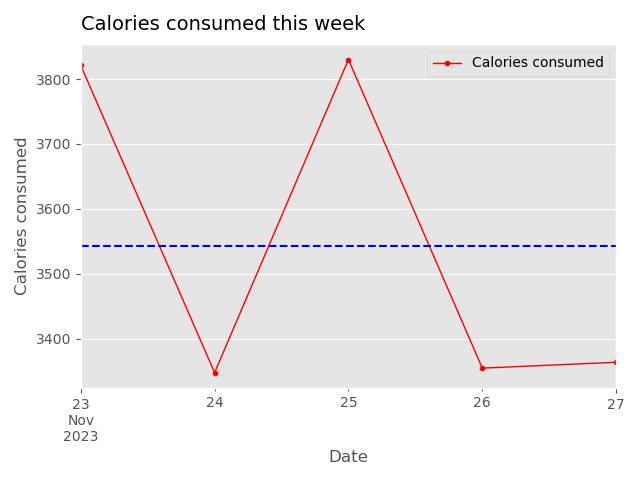 Calories consumed this week
Calories consumed
3800
3700
3600
3500
3400
Calories consumed
23
Nov
2023
24
25
26
27
Date